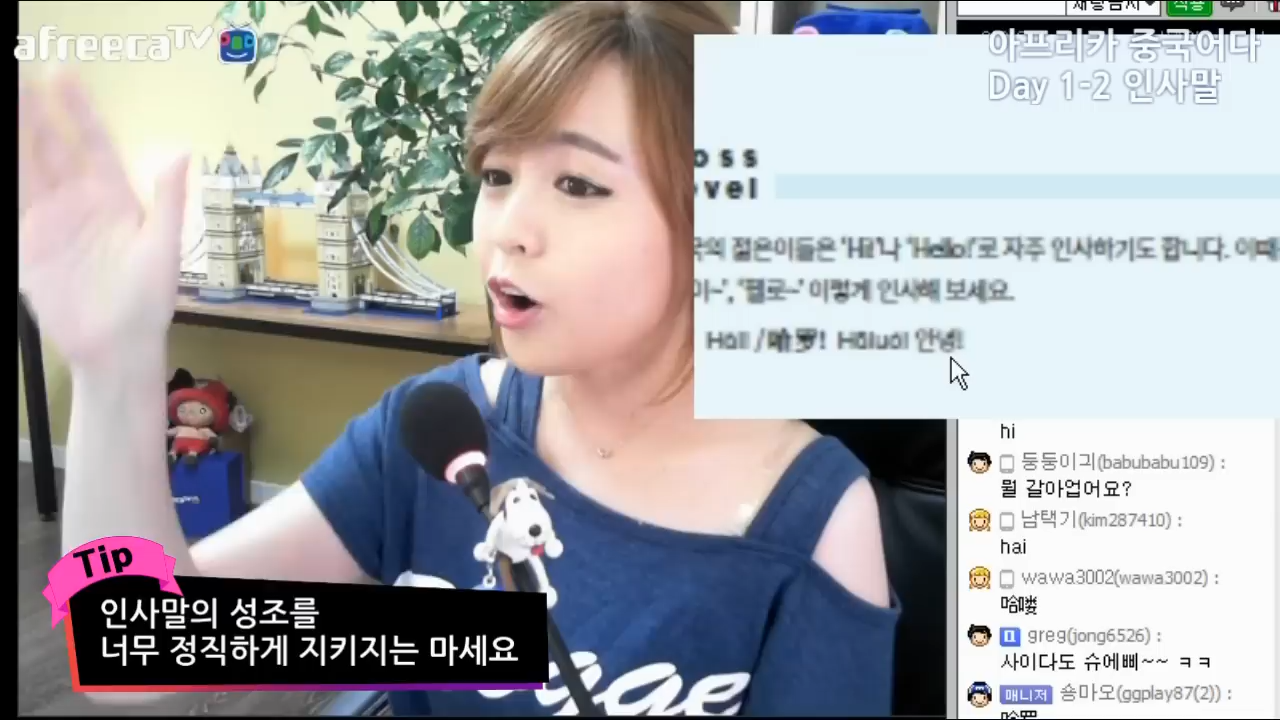 afreecaTV
아프리카 중국어다
Day 1-2 인사말
oss
vel
국의 젊은이들은 'Hi!'나 'Hello!'로 자주 인사하기도 합니다. 이때
이~', '헬로~' 이렇게 인사해 보세요.
안녕!
hi
둥둥이긔(babubabu109) :
뭘 갈아업어요?
남택기(kim287410) :
hai
wawa3002(wawa3002) :
哈喽
greg(jong6526) :
사이다도 슈에삐~~ ㅋㅋ
매니저 숑마오(ggplay87(2)) :
哈罗
Tip
인사말의 성조를
너무 정직하게 지키지는 마세요